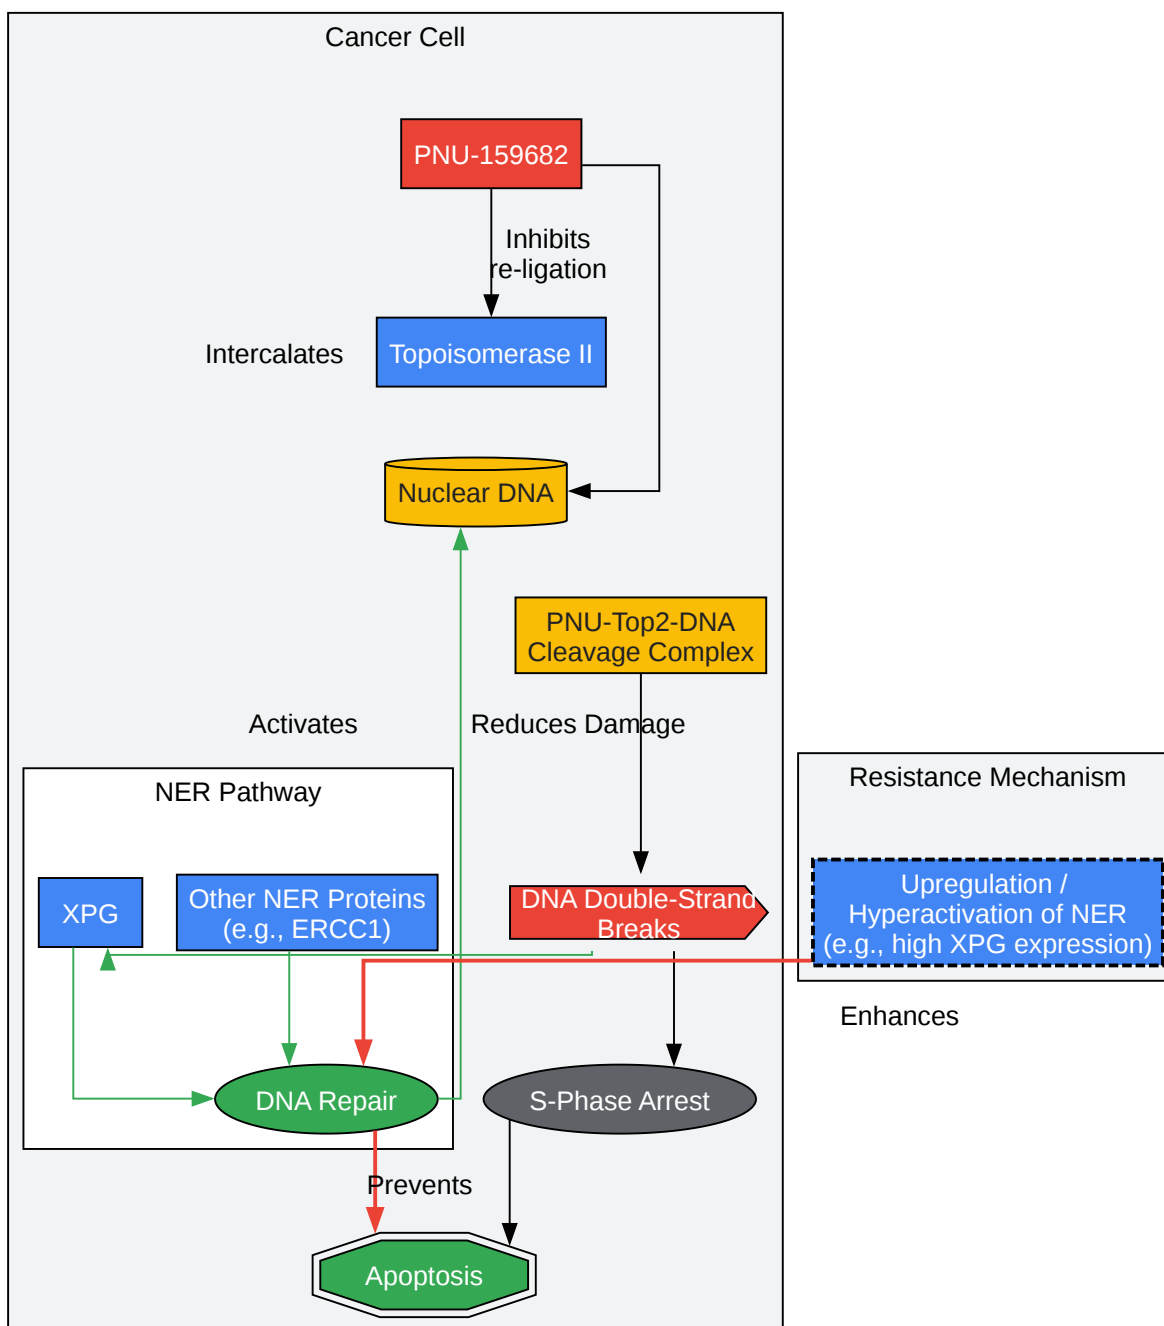 Cancer Cell
PNU-159682
Inhibits
re-ligation
Intercalates
Topoisomerase II
Nuclear DNA
PNU-Top2-DNA
Cleavage Complex
Activates
Reduces Damage
NER Pathway
Resistance Mechanism
XPG
Other NER Proteins
(e.g., ERCC1)
DNA Double-Strand
Breaks
Upregulation /
Hyperactivation of NER
(e.g., high XPG expression)
Enhances
DNA Repair
S-Phase Arrest
Prevents
Apoptosis